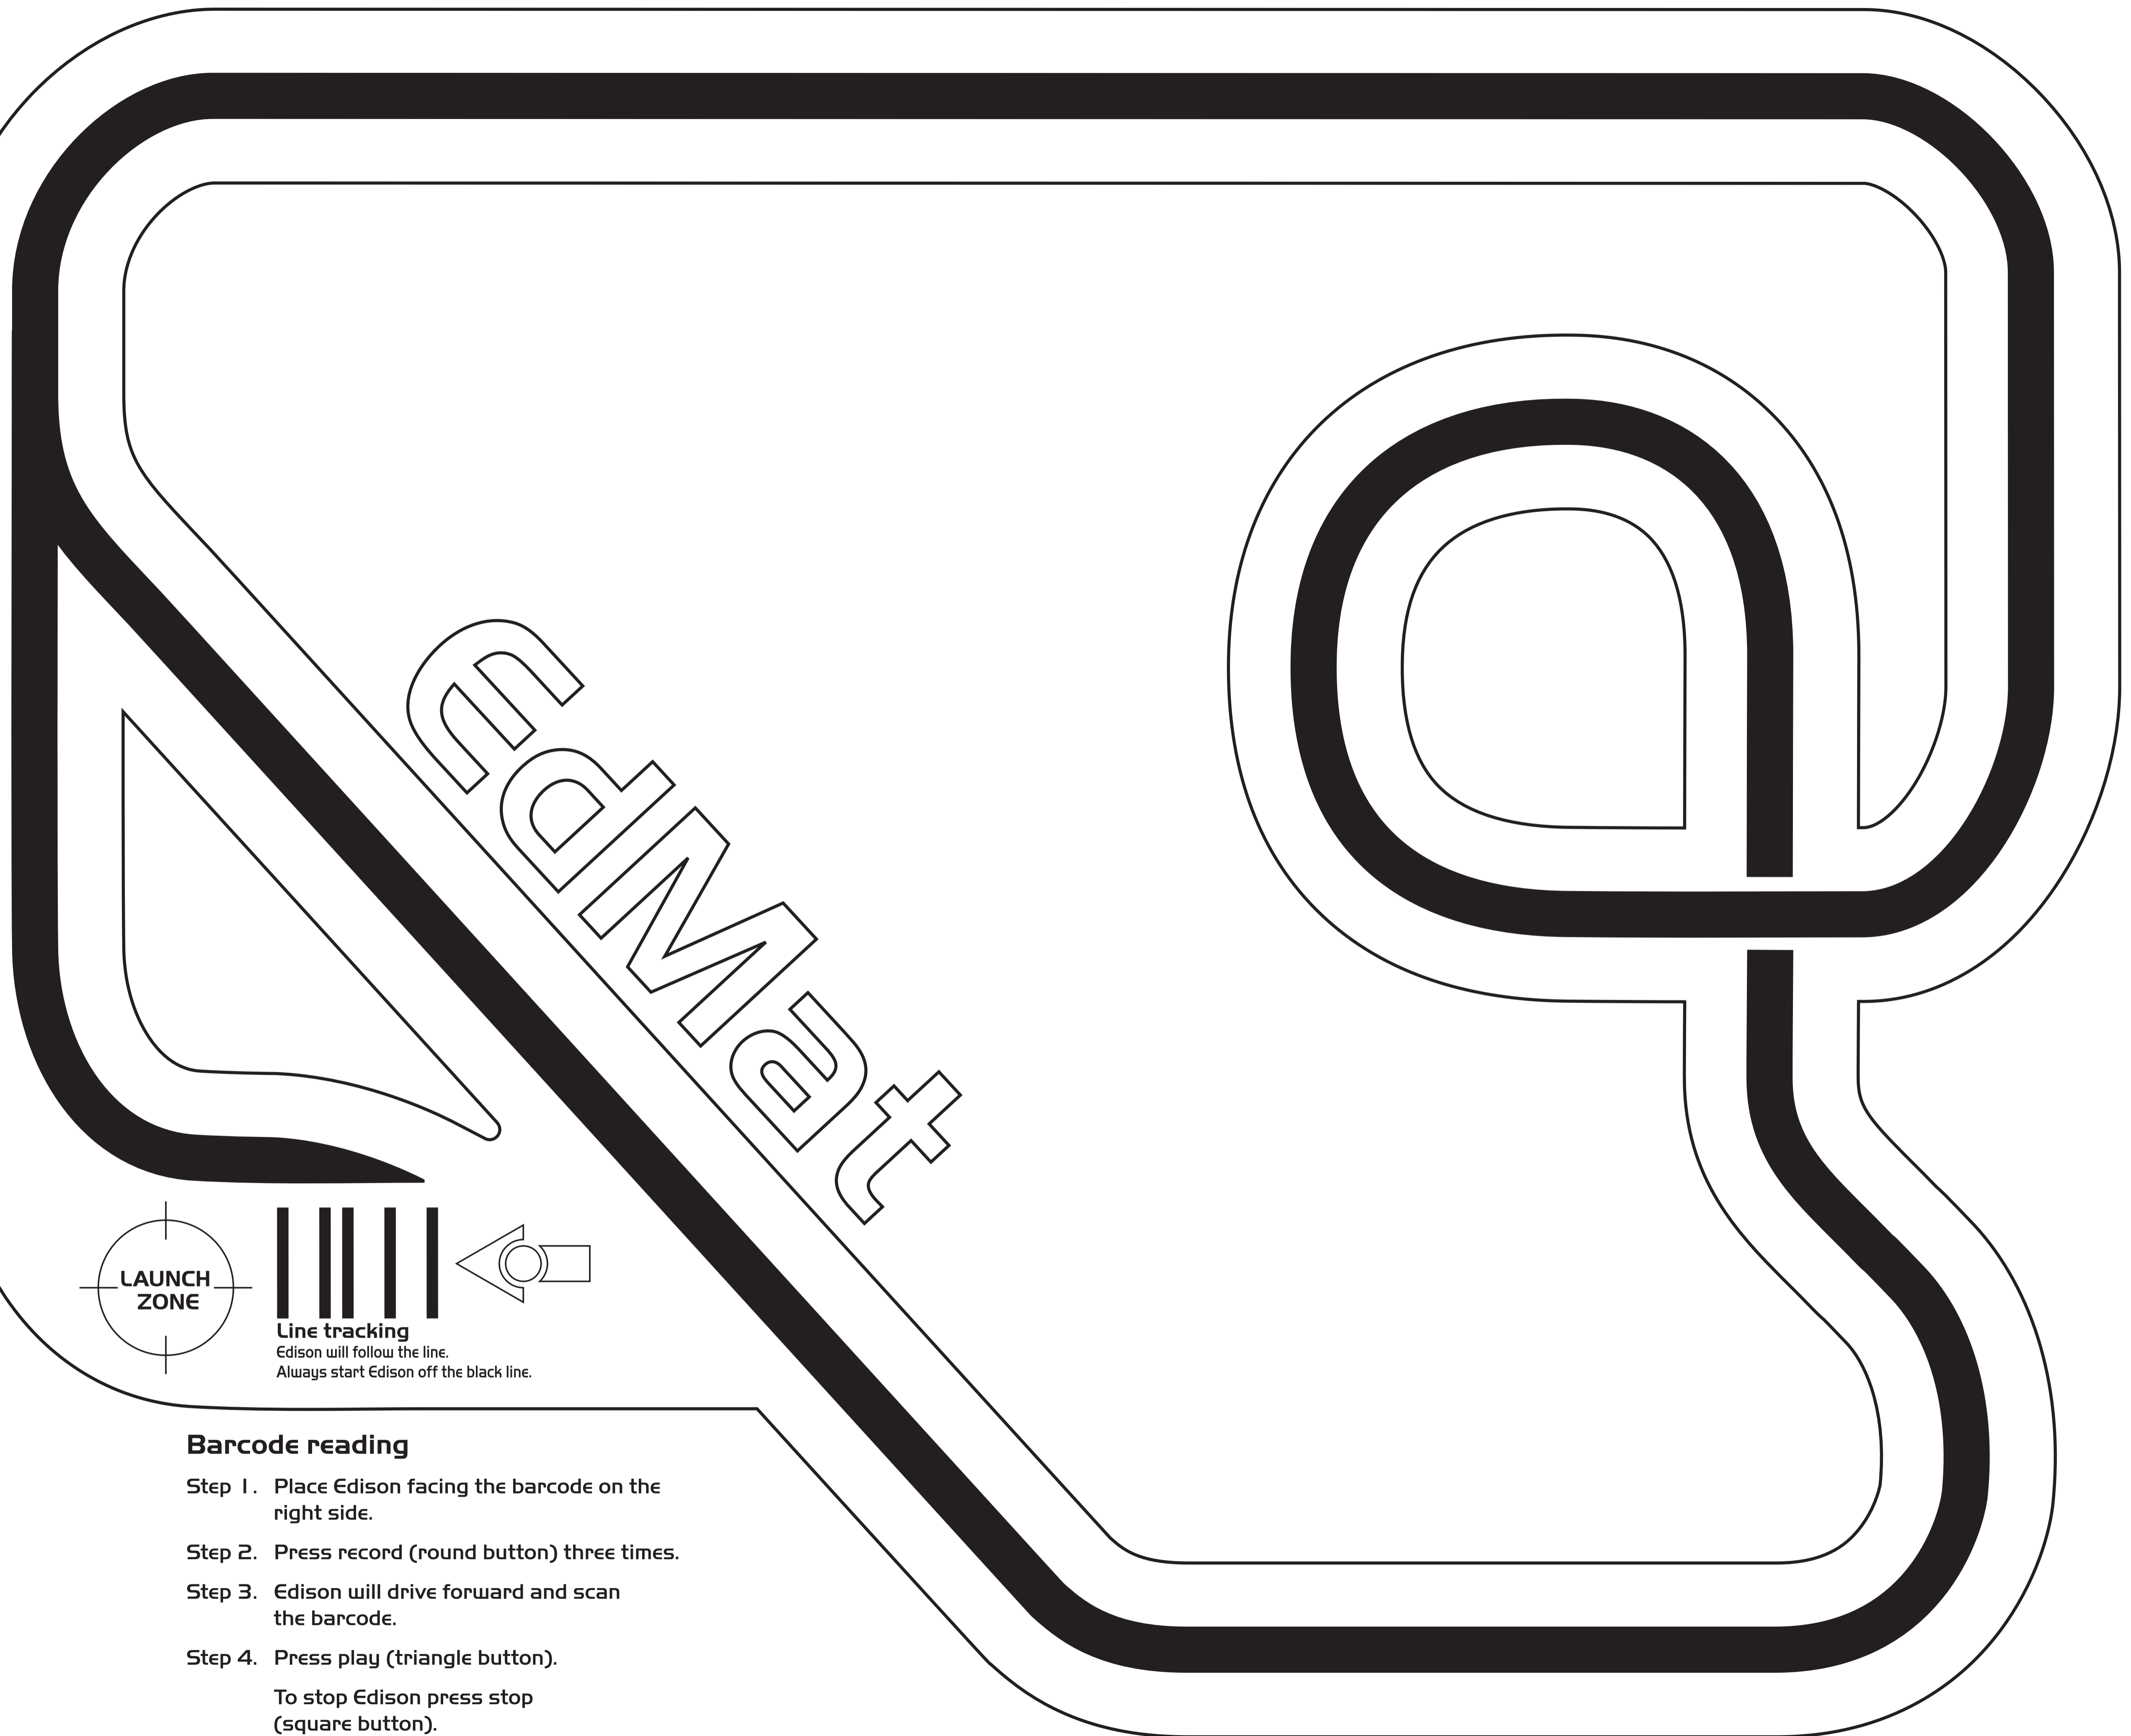 EdMat
LAUNCH
ZONE
Line tracking
Edison will follow the line.
Always start Edison off the black line.
Barcode reading
Step 1. Place Edison facing the barcode on the
right side.
Step 2. Press record (round button) three times.
Step 3. Edison will drive forward and scan
the barcode.
Step 4. Press play (triangle button).
To stop Edison press stop
(square button).